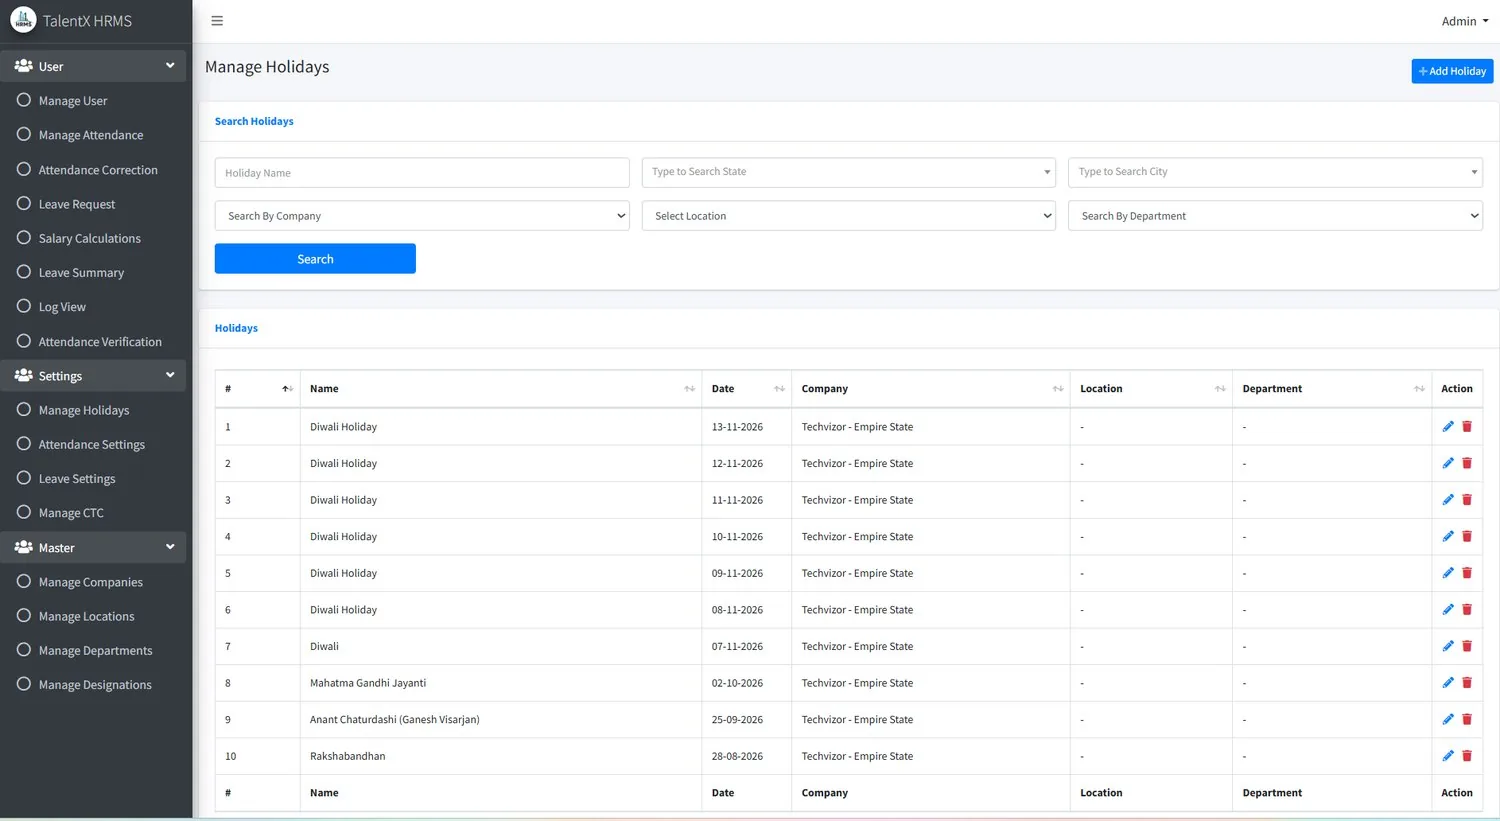 HRMS TalentX HRMS
Admin
User
Manage User
Manage Attendance
Attendance Correction
Leave Request
Salary Calculations
Leave Summary
Log View
Attendance Verification
Settings
Manage Holidays
Attendance Settings
Leave Settings
Manage CTC
Master
Manage Companies
Manage Locations
Manage Departments
Manage Designations
Manage Holidays
+ Add Holiday
Search Holidays
Holiday Name Type to Search State Type to Search City
Search By Company Select Location Search By Department
Search
Holidays
# Name Date Company Location Department Action
1 Diwali Holiday 13-11-2026 Techvizor - Empire State - -
2 Diwali Holiday 12-11-2026 Techvizor - Empire State - -
3 Diwali Holiday 11-11-2026 Techvizor - Empire State - -
4 Diwali Holiday 10-11-2026 Techvizor - Empire State - -
5 Diwali Holiday 09-11-2026 Techvizor - Empire State - -
6 Diwali Holiday 08-11-2026 Techvizor - Empire State - -
7 Diwali 07-11-2026 Techvizor - Empire State - -
8 Mahatma Gandhi Jayanti 02-10-2026 Techvizor - Empire State - -
9 Anant Chaturdashi (Ganesh Visarjan) 25-09-2026 Techvizor - Empire State - -
10 Rakshabandhan 28-08-2026 Techvizor - Empire State - -
# Name Date Company Location Department Action